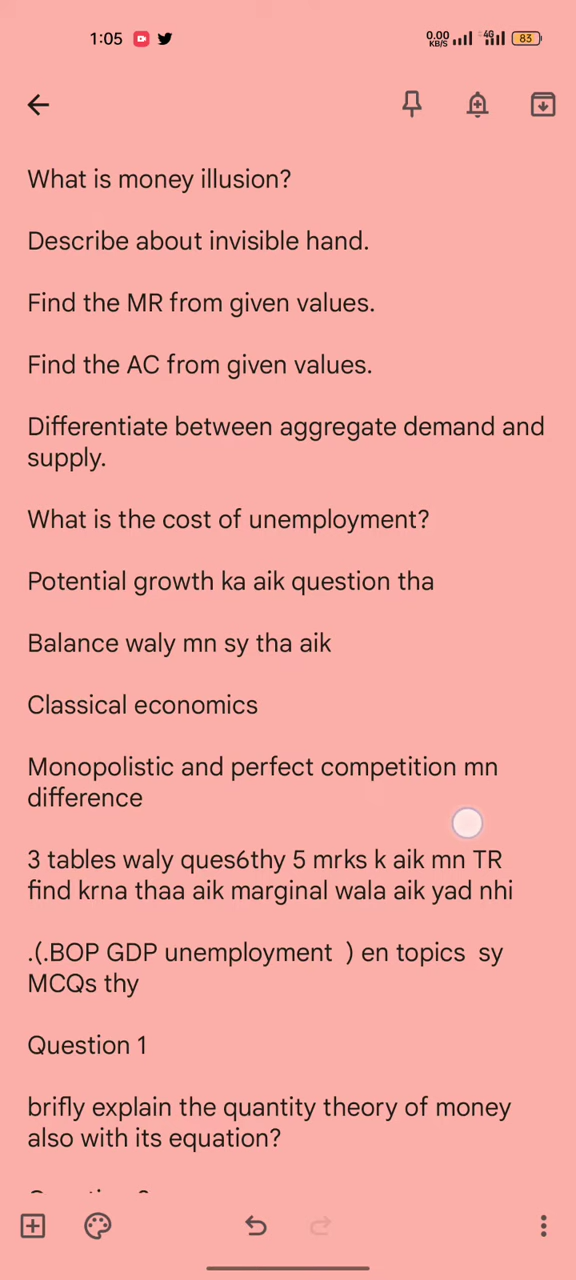 1:05
0.00
KB/S
4G
83
What is money illusion?
Describe about invisible hand.
Find the MR from given values.
Find the AC from given values.
Differentiate between aggregate demand and
supply.
What is the cost of unemployment?
Potential growth ka aik question tha
Balance waly mn sy tha aik
Classical economics
Monopolistic and perfect competition mn
difference
3 tables waly ques6thy 5 mrks k aik mn TR
find krna thaa aik marginal wala aik yad nhi
.(.BOP GDP unemployment  ) en topics  sy
MCQs thy
Question 1
brifly explain the quantity theory of money
also with its equation?